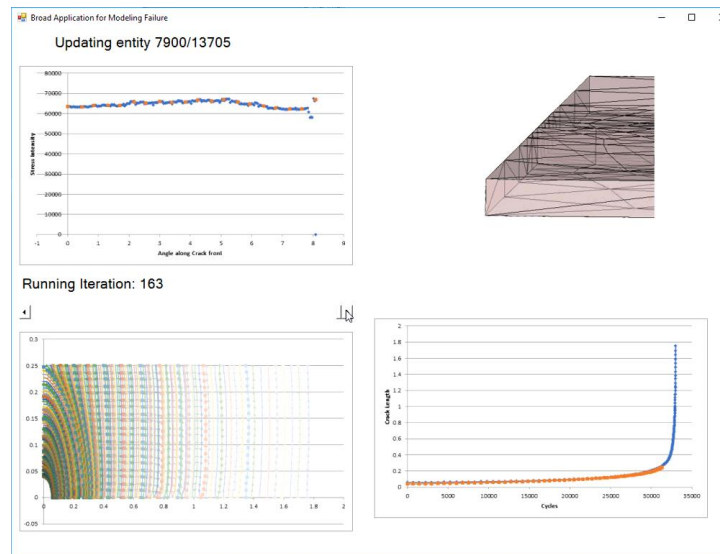 Broad Application for Modeling Failure
Updating entity 7900/13705
80000
70000
60000
50000
40000
30000
20000
10000
0
Stress Intensity
-1 0 1 2 3 4 5 6 7 8 9
Angle along Crack front
Running Iteration: 163
0.3
0.25
0.2
0.15
0.1
0.05
0
-0.05
0 0.2 0.4 0.6 0.8 1 1.2 1.4 1.6 1.8 2
2
1.8
1.6
1.4
1.2
1
0.8
0.6
0.4
0.2
0
Crack Length
0 5000 10000 15000 20000 25000 30000 35000
Cycles